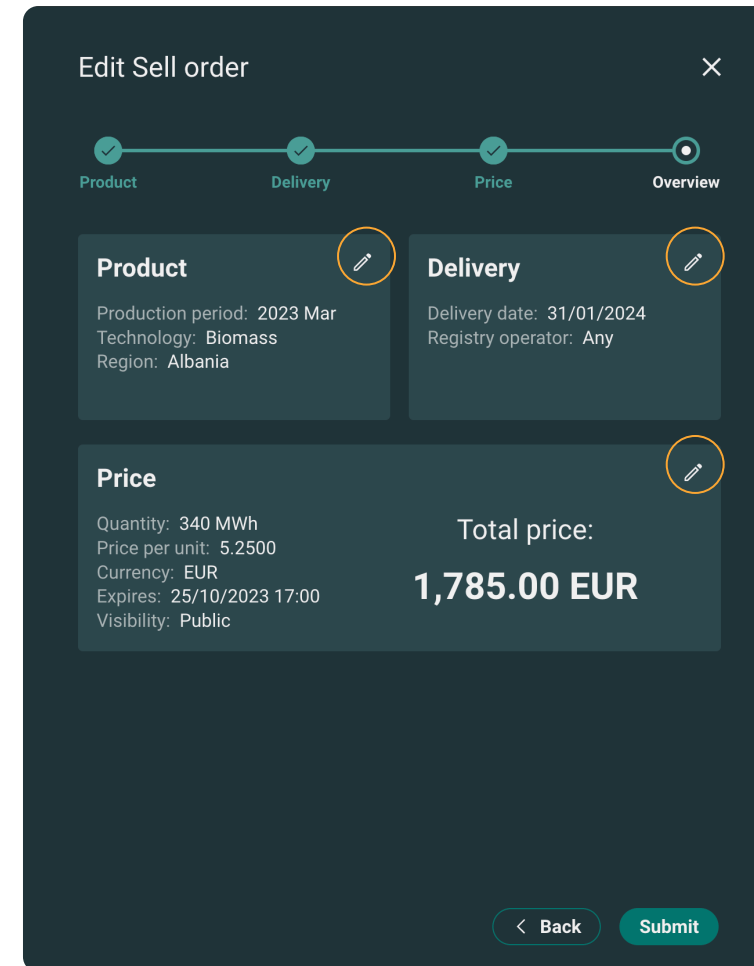 Edit Sell order
Product
Delivery
Price
Overview
Product
Production period: 2023 Mar
Technology: Biomass
Region: Albania
Delivery
Delivery date: 31/01/2024
Registry operator: Any
Price
Quantity: 340 MWh
Price per unit: 5.2500
Currency: EUR
Expires: 25/10/2023 17:00
Visibility: Public
Total price:
1,785.00 EUR
Back
Submit